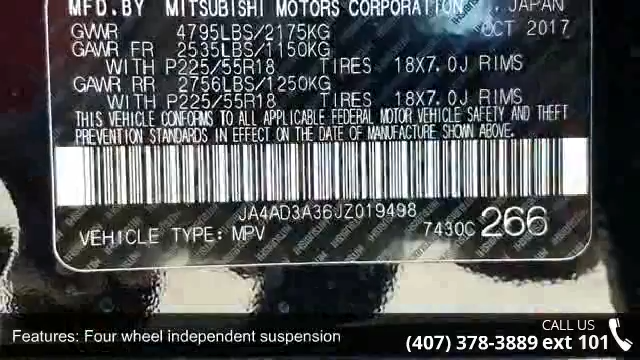 MFD.BY MITSUBISHI MOTORS CORPORATION JAPAN
GVWR 4795LBS/2175KG OCT 2017
GAWR FR 2535LBS/1150KG
WITH P225/55R18 TIRES 18X7.0J RIMS
GAWR RR 2756LBS/1250KG
WITH P225/55R18 TIRES 18X7.0J RIMS
THIS VEHICLE CONFORMS TO ALL APPLICABLE FEDERAL MOTOR VEHICLE SAFETY AND THEFT
PREVENTION STANDARDS IN EFFECT ON THE DATE OF MANUFACTURE SHOWN ABOVE.
JA4AD3A36JZ019498
VEHICLE TYPE: MPV 7430C 266
Features: Four wheel independent suspension
CALL US
(407) 378-3889 ext 101